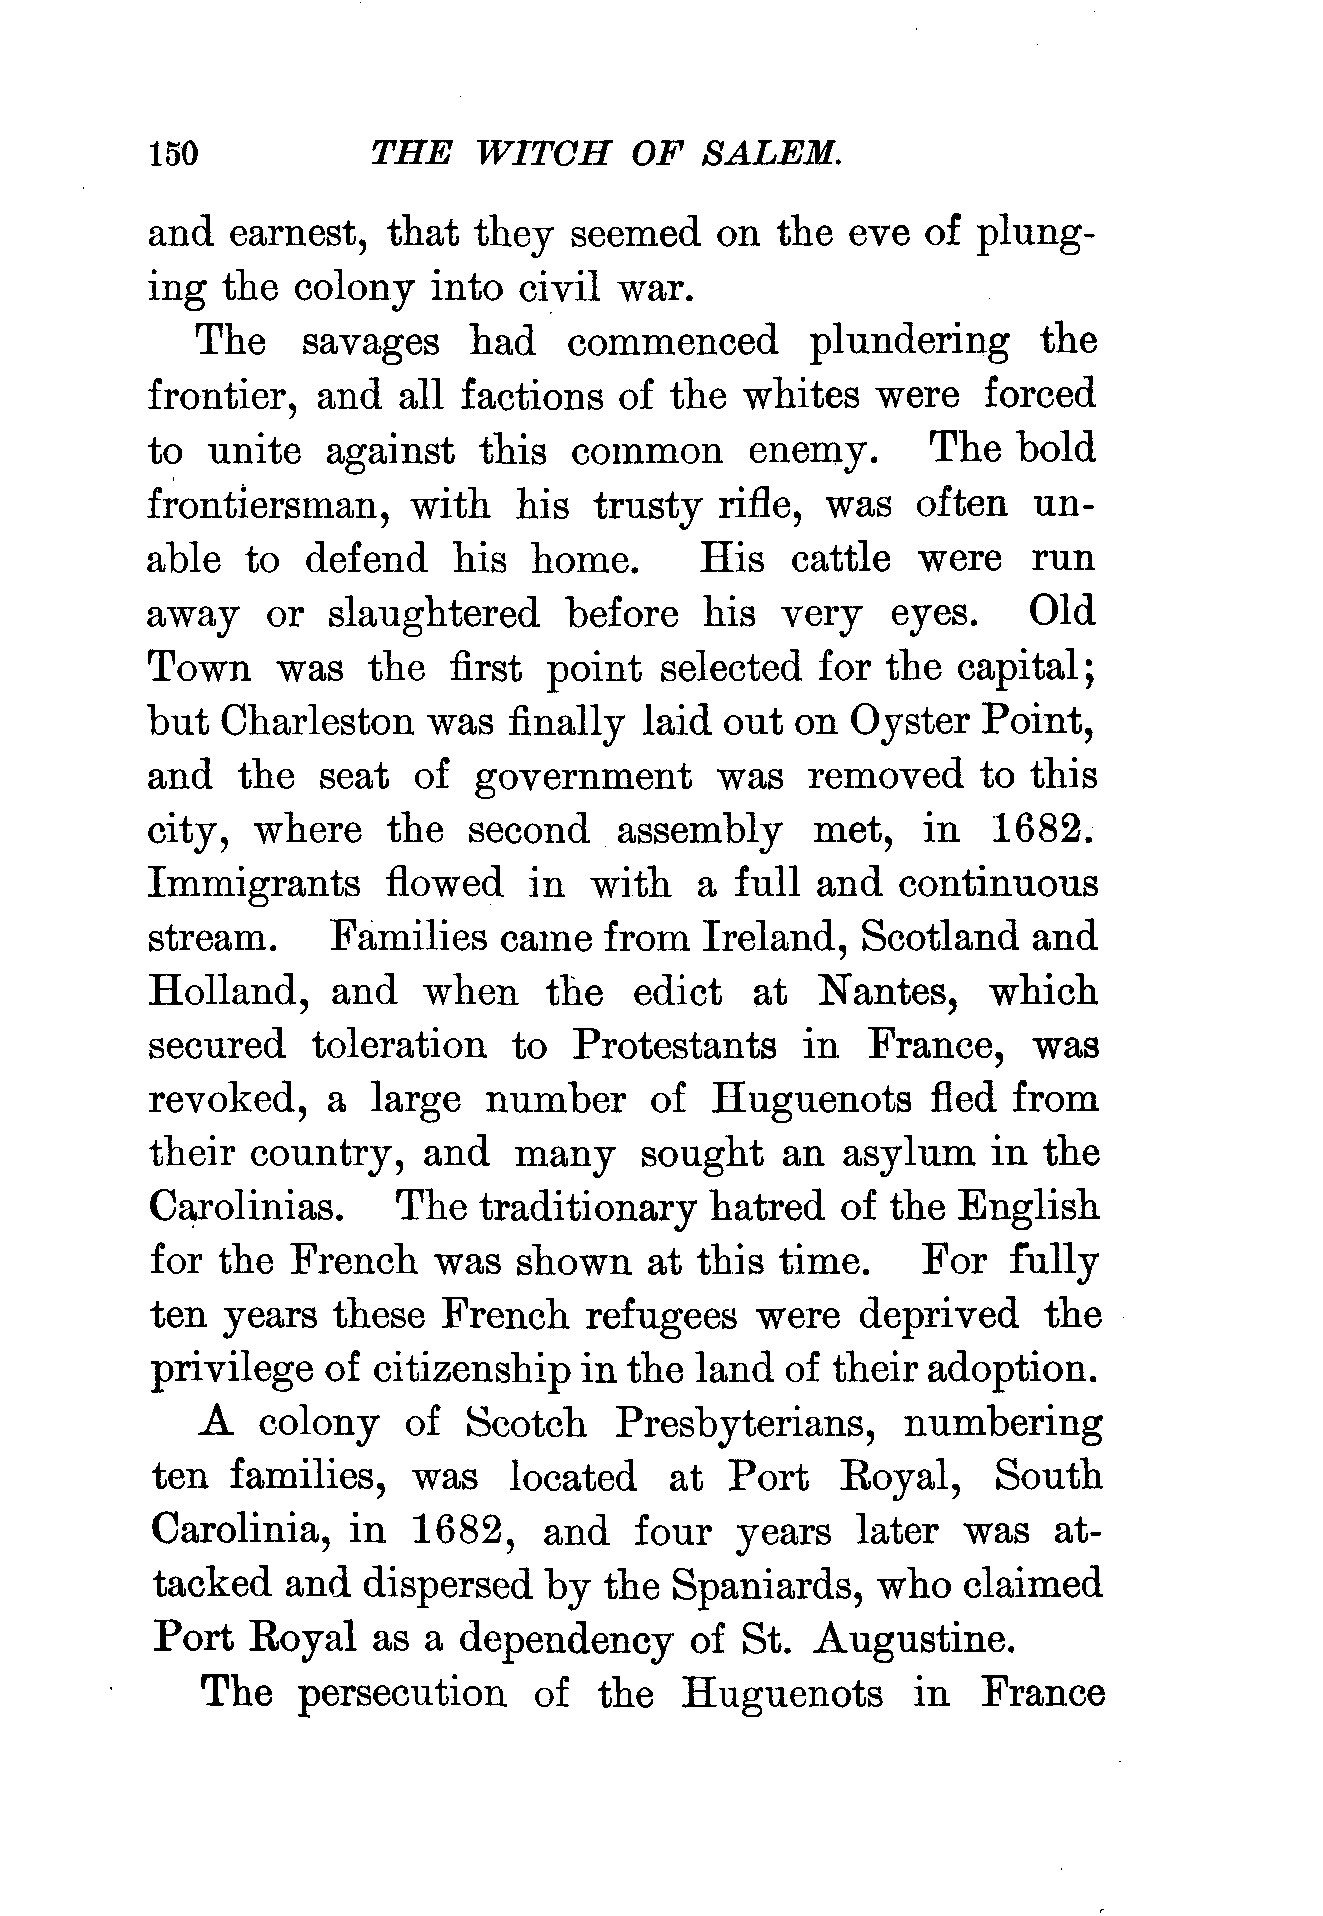 150 THE WITCH OF SALEM.
and earnest, that they seemed on the eve of plung-
ing the colony into civil war.
The savages had commenced plundering the
frontier, and all factions of the whites were forced
to unite against this common enemy. The bold
frontiersman, with his trusty rifle, was often un-
able to defend his home. His cattle were run
away or slaughtered before his very eyes. Old
Town was the first point selected for the capital;
but Charleston was finally laid out on Oyster Point,
and the seat of government was removed to this
city, where the second assembly met, in 1682.
Immigrants flowed in with a full and continuous
stream. Families came from Ireland, Scotland and
Holland, and when the edict at Nantes, which
secured toleration to Protestants in France, was
revoked, a large number of Huguenots fled from
their country, and many sought an asylum in the
Carolinias. The traditionary hatred of the English
for the French was shown at this time. For fully
ten years these French refugees were deprived the
privilege of citizenship in the land of their adoption.
A colony of Scotch Presbyterians, numbering
ten families, was located at Port Royal, South
Carolinia, in 1682, and four years later was at-
tacked and dispersed by the Spaniards, who claimed
Port Royal as a dependency of St. Augustine.
The persecution of the Huguenots in France